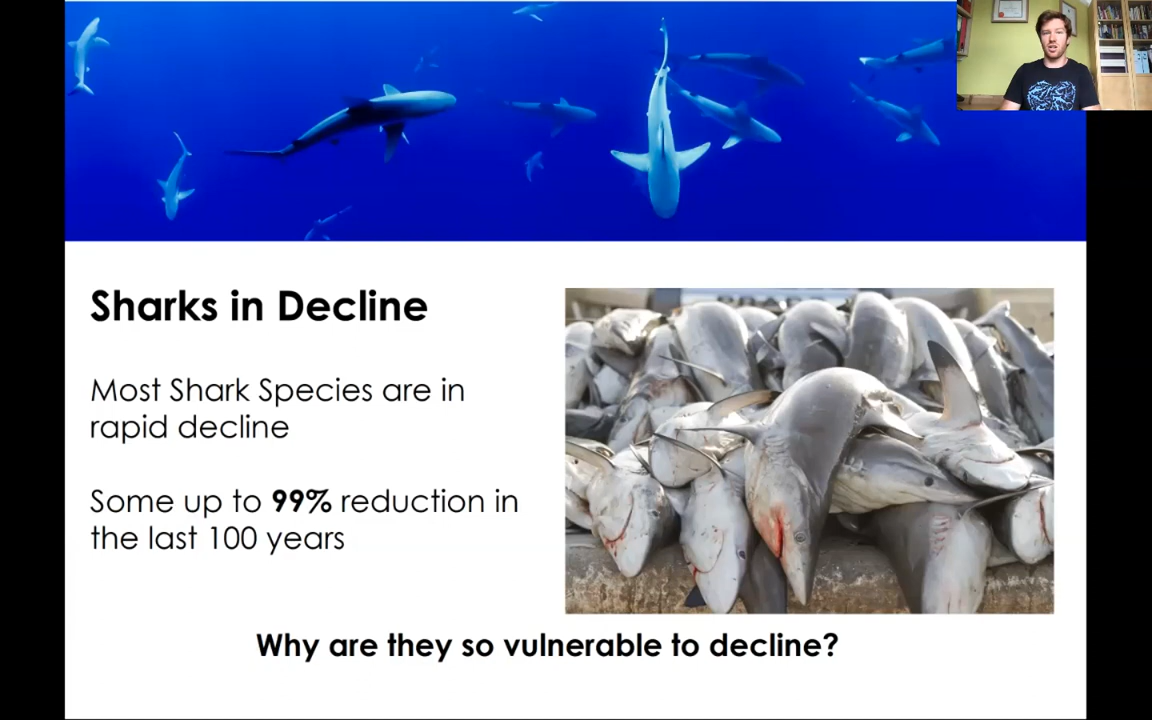 Sharks in Decline
Most Shark Species are in
rapid decline
Some up to 99% reduction in
the last 100 years
Why are they so vulnerable to decline?